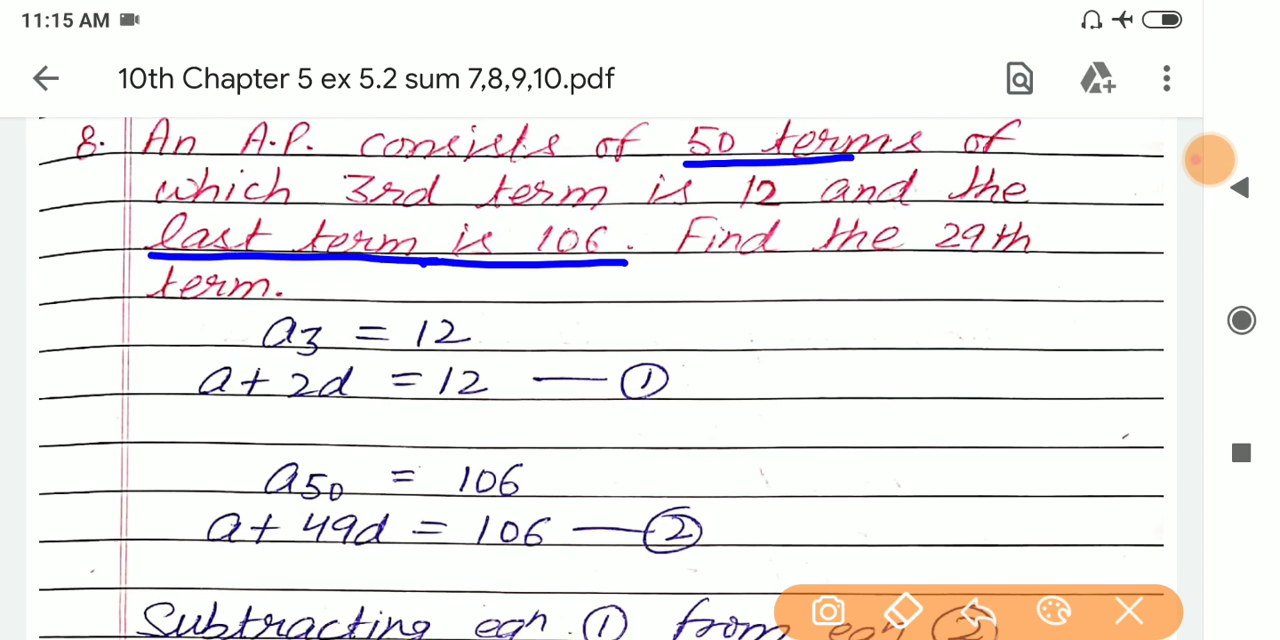 11:15 AM
10th Chapter 5 ex 5.2 sum 7,8,9,10.pdf
8. An A.P. consists of 50 terms of
which 3rd term is 12 and the
last term is 106. Find the 29th
term.
a3 = 12
a + 2d = 12 — ①
a50 = 106
a + 49d = 106 — ②
Subtracting eqn. ① from eqn ②